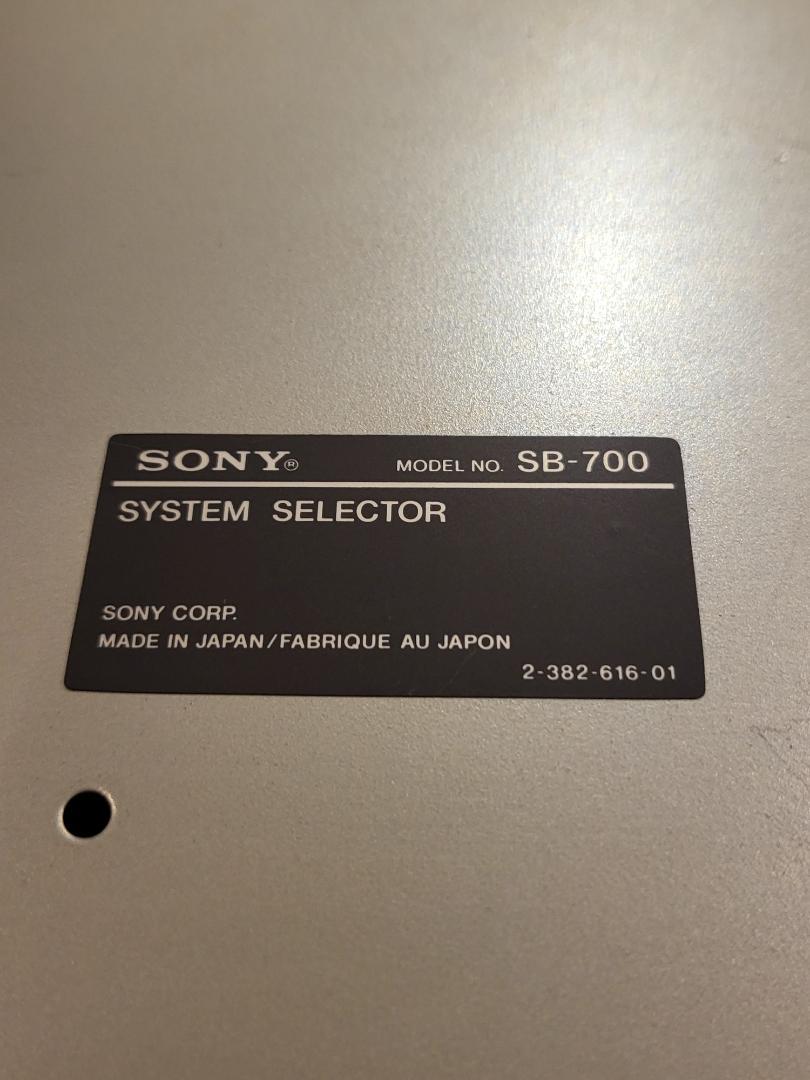 SONY® MODEL NO. SB-700
SYSTEM SELECTOR
SONY CORP.
MADE IN JAPAN/FABRIQUE AU JAPON
2-382-616-01